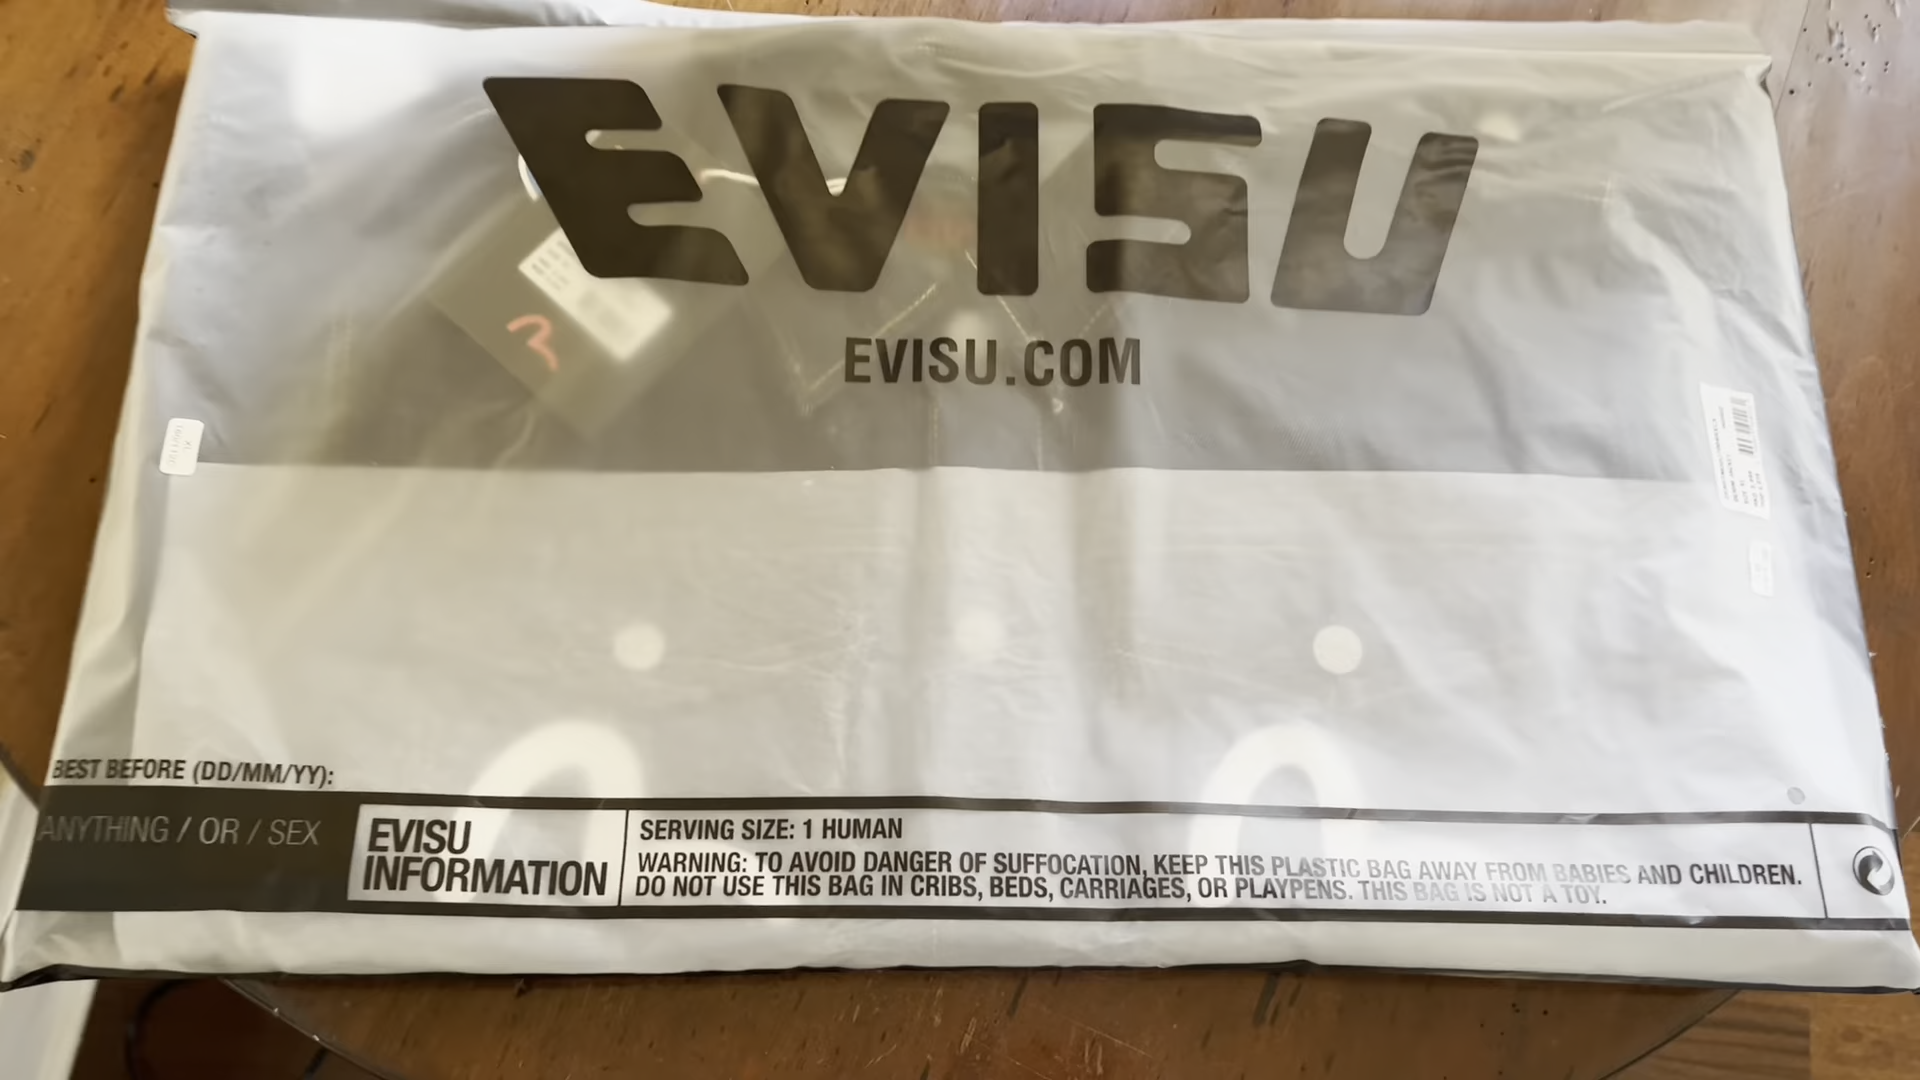 EVISU
EVISU.COM
BEST BEFORE (DD/MM/YY):
ANYTHING / OR / SEX
EVISU
INFORMATION
SERVING SIZE: 1 HUMAN
WARNING: TO AVOID DANGER OF SUFFOCATION, KEEP THIS PLASTIC BAG AWAY FROM BABIES AND CHILDREN.
DO NOT USE THIS BAG IN CRIBS, BEDS, CARRIAGES, OR PLAYPENS. THIS BAG IS NOT A TOY.